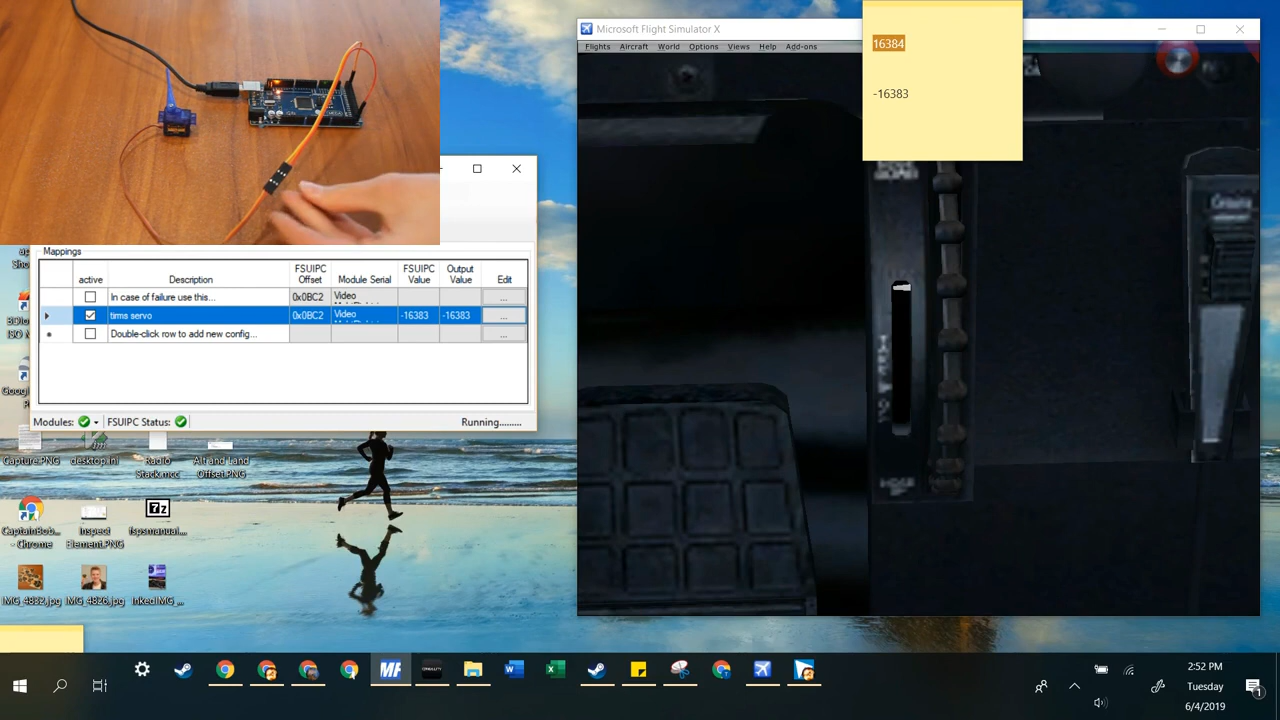 Microsoft Flight Simulator X
Flights Aircraft World Options Views Help Add-ons
16384
-16383
Mappings
active Description FSUIPC Offset Module Serial FSUIPC Value Output Value Edit
In case of failure use this... 0x0BC2 Video ...
tirms servo 0x0BC2 Video -16383 -16383 ...
Double-click row to add new config... ...
Modules: FSUIPC Status: Running.........
Capture.PNG desktop.ini Radio Stack.mcc Alt and Land Offset.PNG
CaptainBob... - Chrome Inspect Element.PNG fspsmanual...
IMG_4832.jpg IMG_4826.jpg InkedIMG_...
2:52 PM
Tuesday
6/4/2019